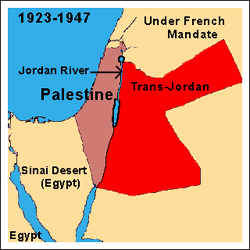 1923-1947
Under French
Mandate
Jordan River
Trans-Jordan
Palestine
Sinai Desert
(Egypt)
Egypt